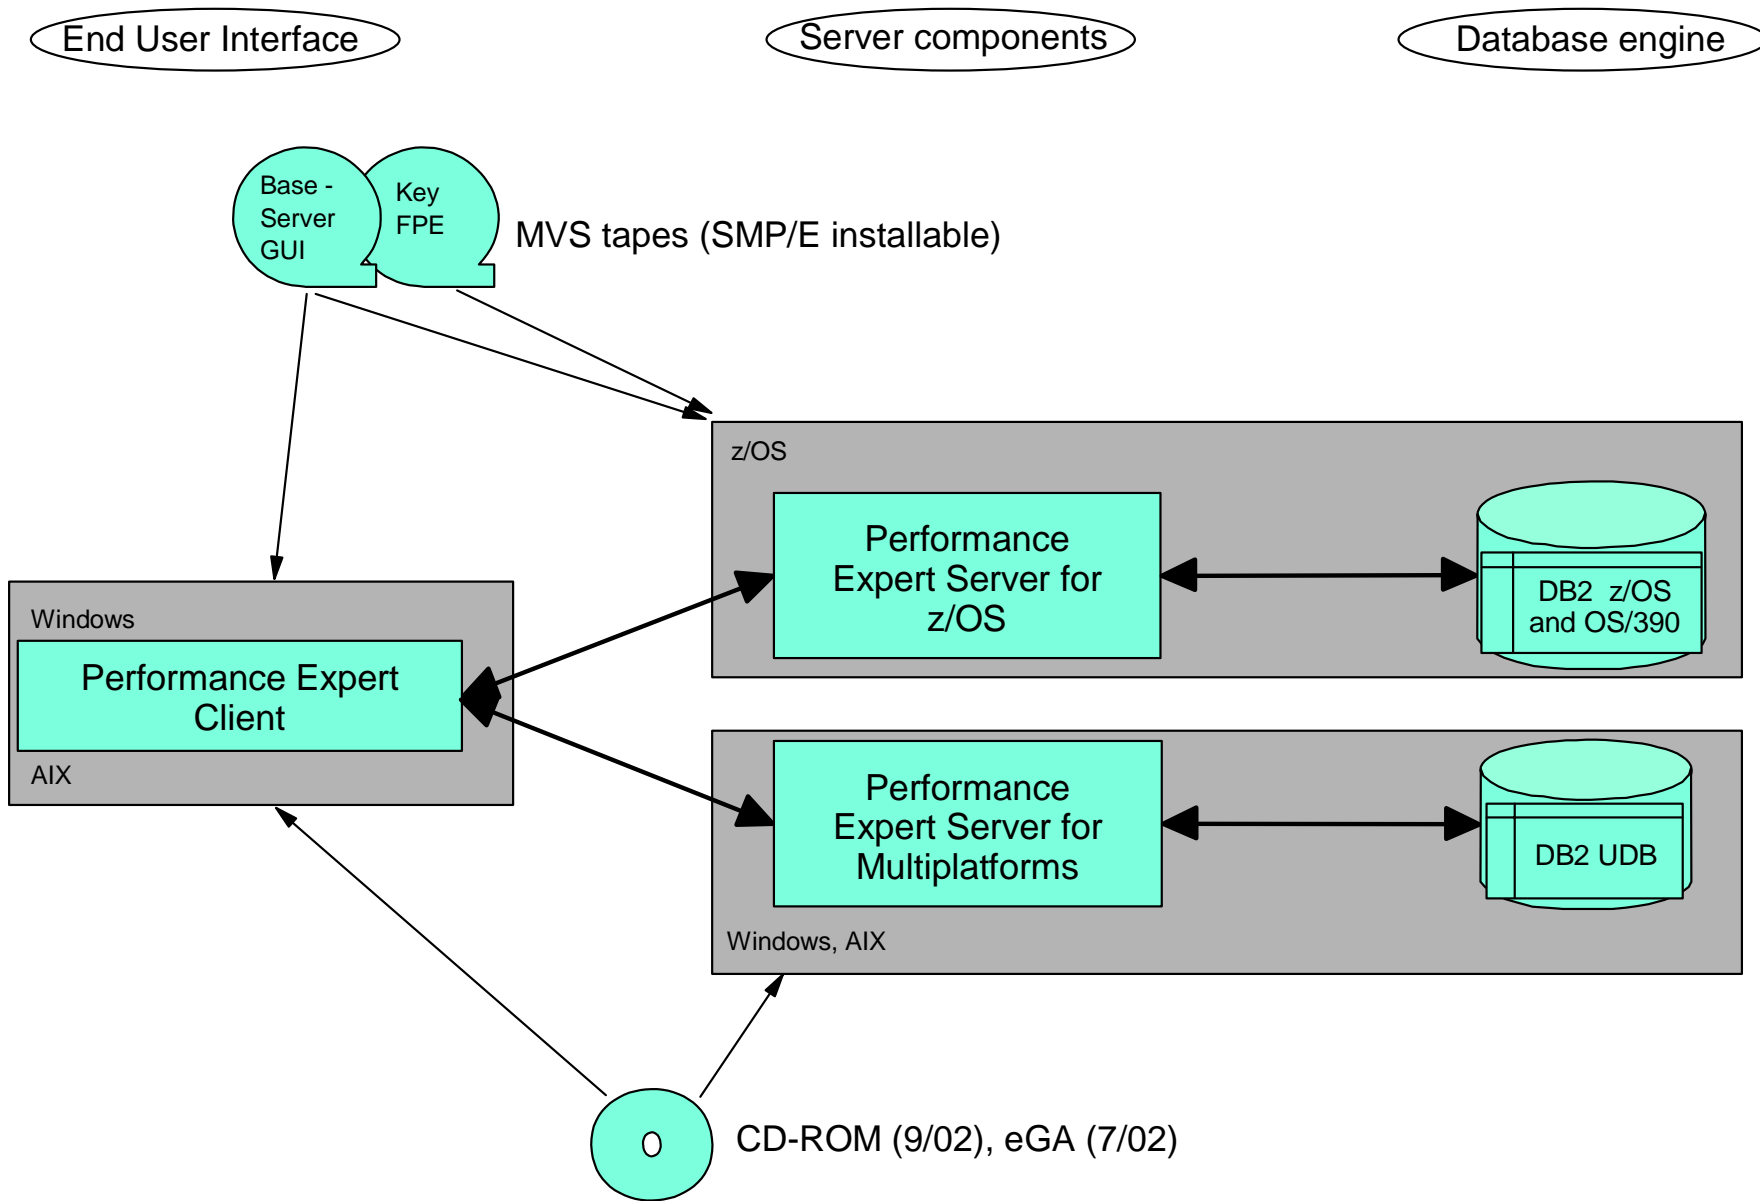 End User Interface
Server components
Database engine
Base -
Server
GUI
Key
FPE
MVS tapes (SMP/E installable)
z/OS
Performance
Expert Server for
z/OS
DB2  z/OS
and OS/390
Windows
Performance Expert
Client
AIX
Performance
Expert Server for
Multiplatforms
DB2 UDB
Windows, AIX
CD-ROM (9/02), eGA (7/02)